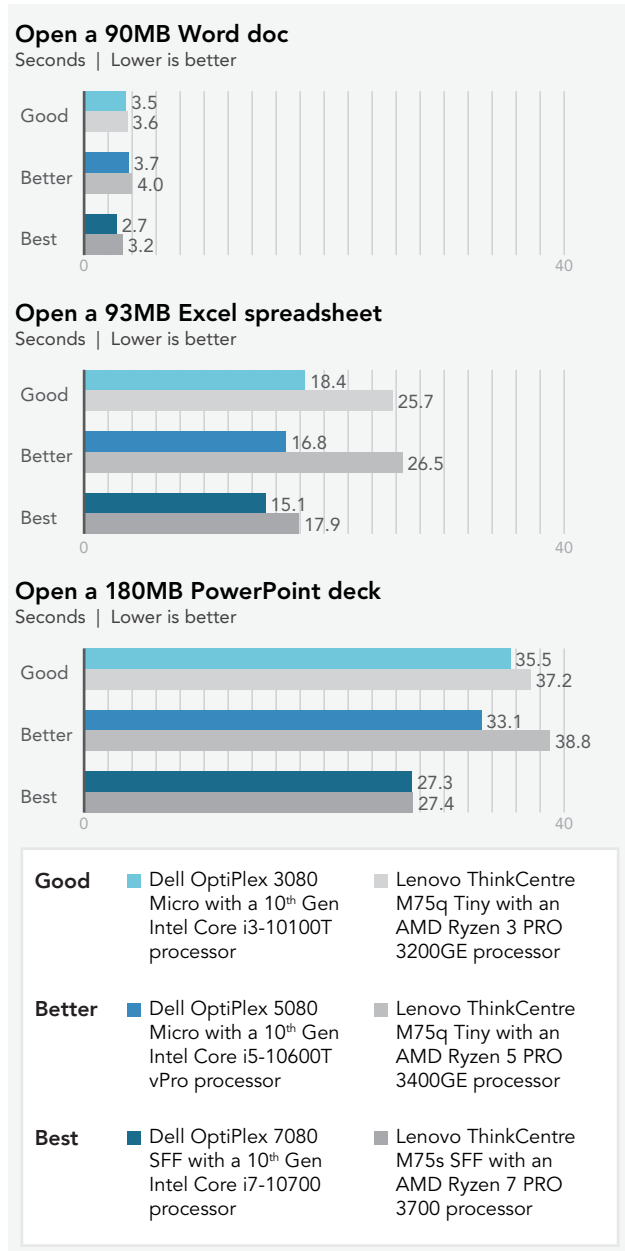 Open a 90MB Word doc
Seconds | Lower is better
Good
3.5
3.6
Better
3.7
4.0
Best
2.7
3.2
0
40
Open a 93MB Excel spreadsheet
Seconds | Lower is better
Good
18.4
25.7
Better
16.8
26.5
Best
15.1
17.9
0
40
Open a 180MB PowerPoint deck
Seconds | Lower is better
Good
35.5
37.2
Better
33.1
38.8
Best
27.3
27.4
0
40
Good
Dell OptiPlex 3080
Micro with a 10th Gen
Intel Core i3-10100T
processor
Lenovo ThinkCentre
M75q Tiny with an
AMD Ryzen 3 PRO
3200GE processor
Better
Dell OptiPlex 5080
Micro with a 10th Gen
Intel Core i5-10600T
vPro processor
Lenovo ThinkCentre
M75q Tiny with an
AMD Ryzen 5 PRO
3400GE processor
Best
Dell OptiPlex 7080
SFF with a 10th Gen
Intel Core i7-10700
processor
Lenovo ThinkCentre
M75s SFF with an
AMD Ryzen 7 PRO
3700 processor